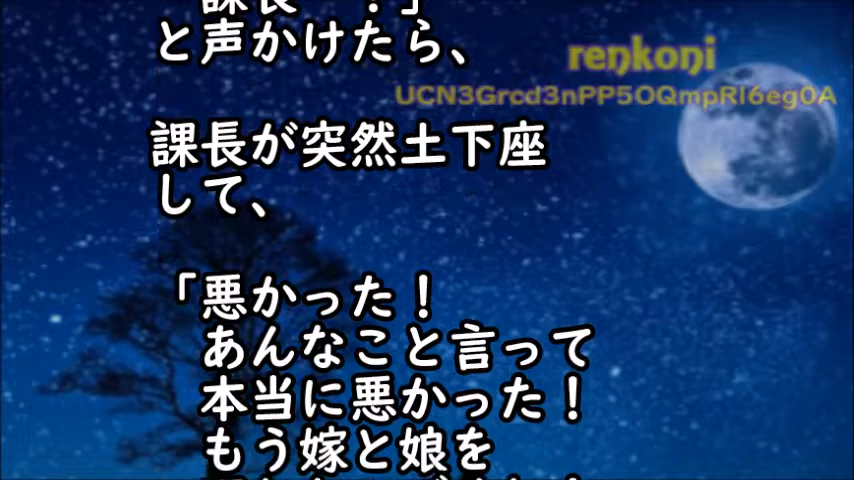 「課長・！」
と声かけたら、
renkoni
UCN3Grcd3nPP5OQmpRl6eg0A
課長が突然土下座
して、
「悪かった！
あんなこと言って
本当に悪かった！
もう嫁と娘を